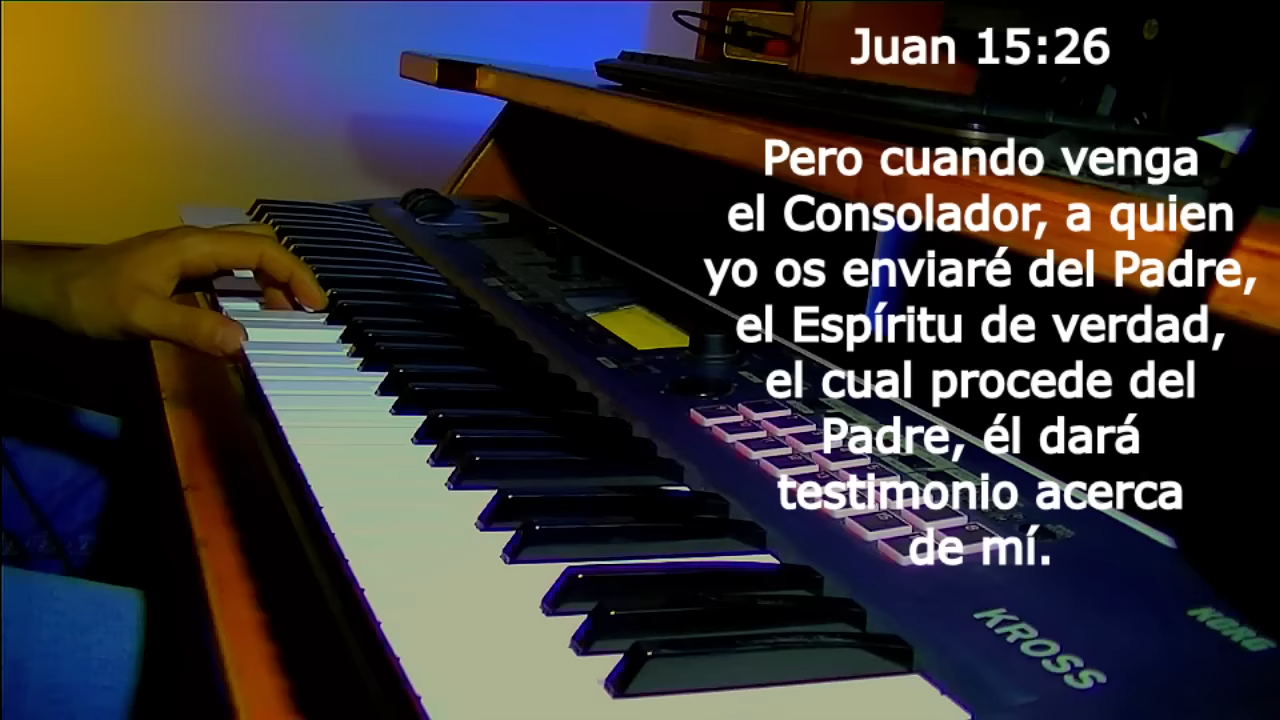 Juan 15:26
Pero cuando venga
el Consolador, a quien
yo os enviaré del Padre,
el Espíritu de verdad,
el cual procede del
Padre, él dará
testimonio acerca
de mí.
KROSS
KORG